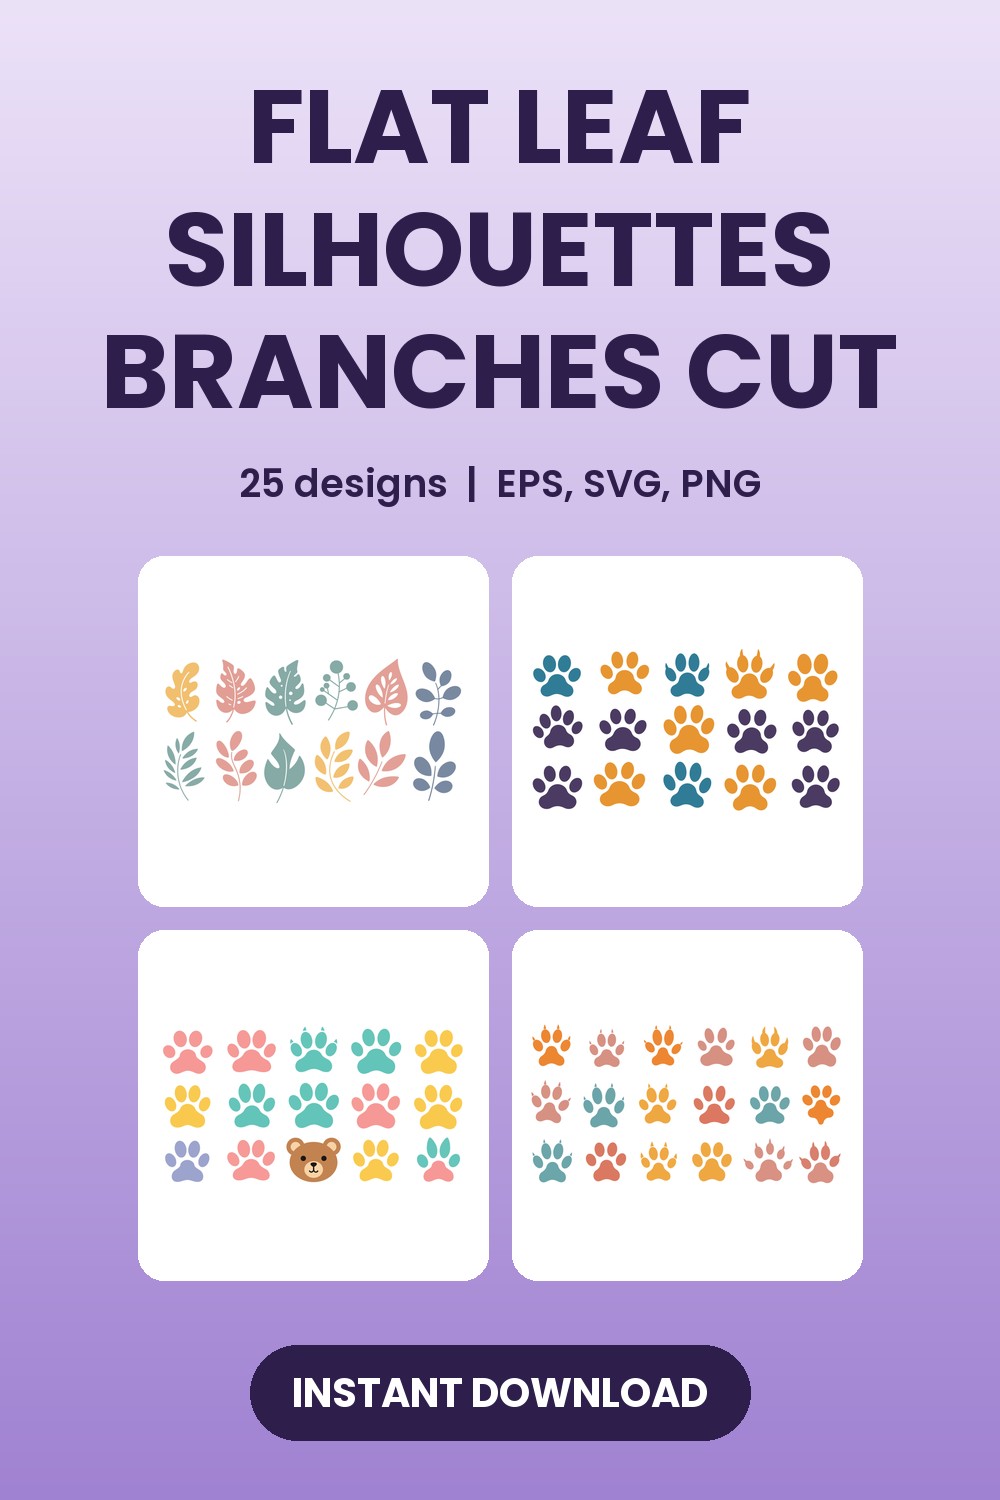 FLAT LEAF
SILHOUETTES
BRANCHES CUT
25 designs | EPS, SVG, PNG
INSTANT DOWNLOAD